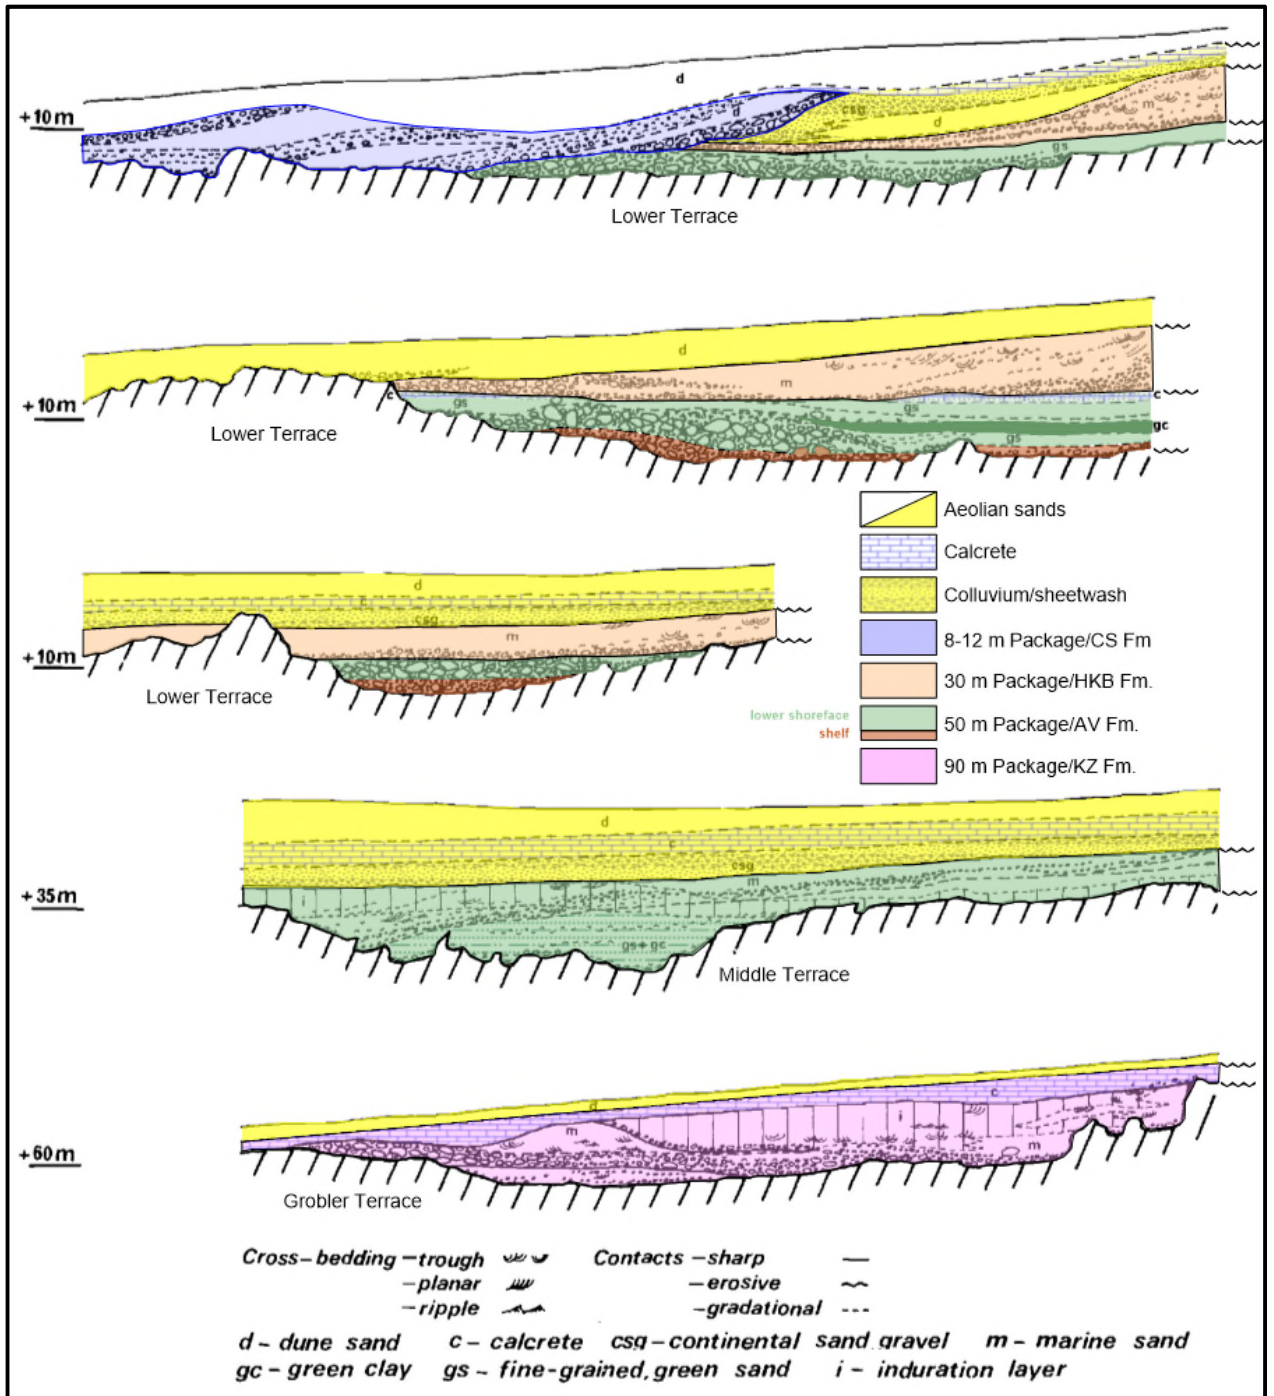 d
+10m
d
csg
d
m
gs
Lower Terrace
d
m
c
c
gs
gs
+10m
gc
Lower Terrace
gs
Aeolian sands
Calcrete
d
Colluvium/sheetwash
c
csg
8-12 m Package/CS Fm
m
+10m
30 m Package/HKB Fm.
Lower Terrace
lower shoreface
50 m Package/AV Fm.
shelf
90 m Package/KZ Fm.
d
c
csg
m
+35m
gs+gc
Middle Terrace
c
d
i
m
m
+60m
Grobler Terrace
Cross-bedding -trough Contacts -sharp
-planar -erosive
-ripple -gradational
d - dune sand c - calcrete csg - continental sand, gravel m - marine sand
gc - green clay gs - fine-grained, green sand i - induration layer